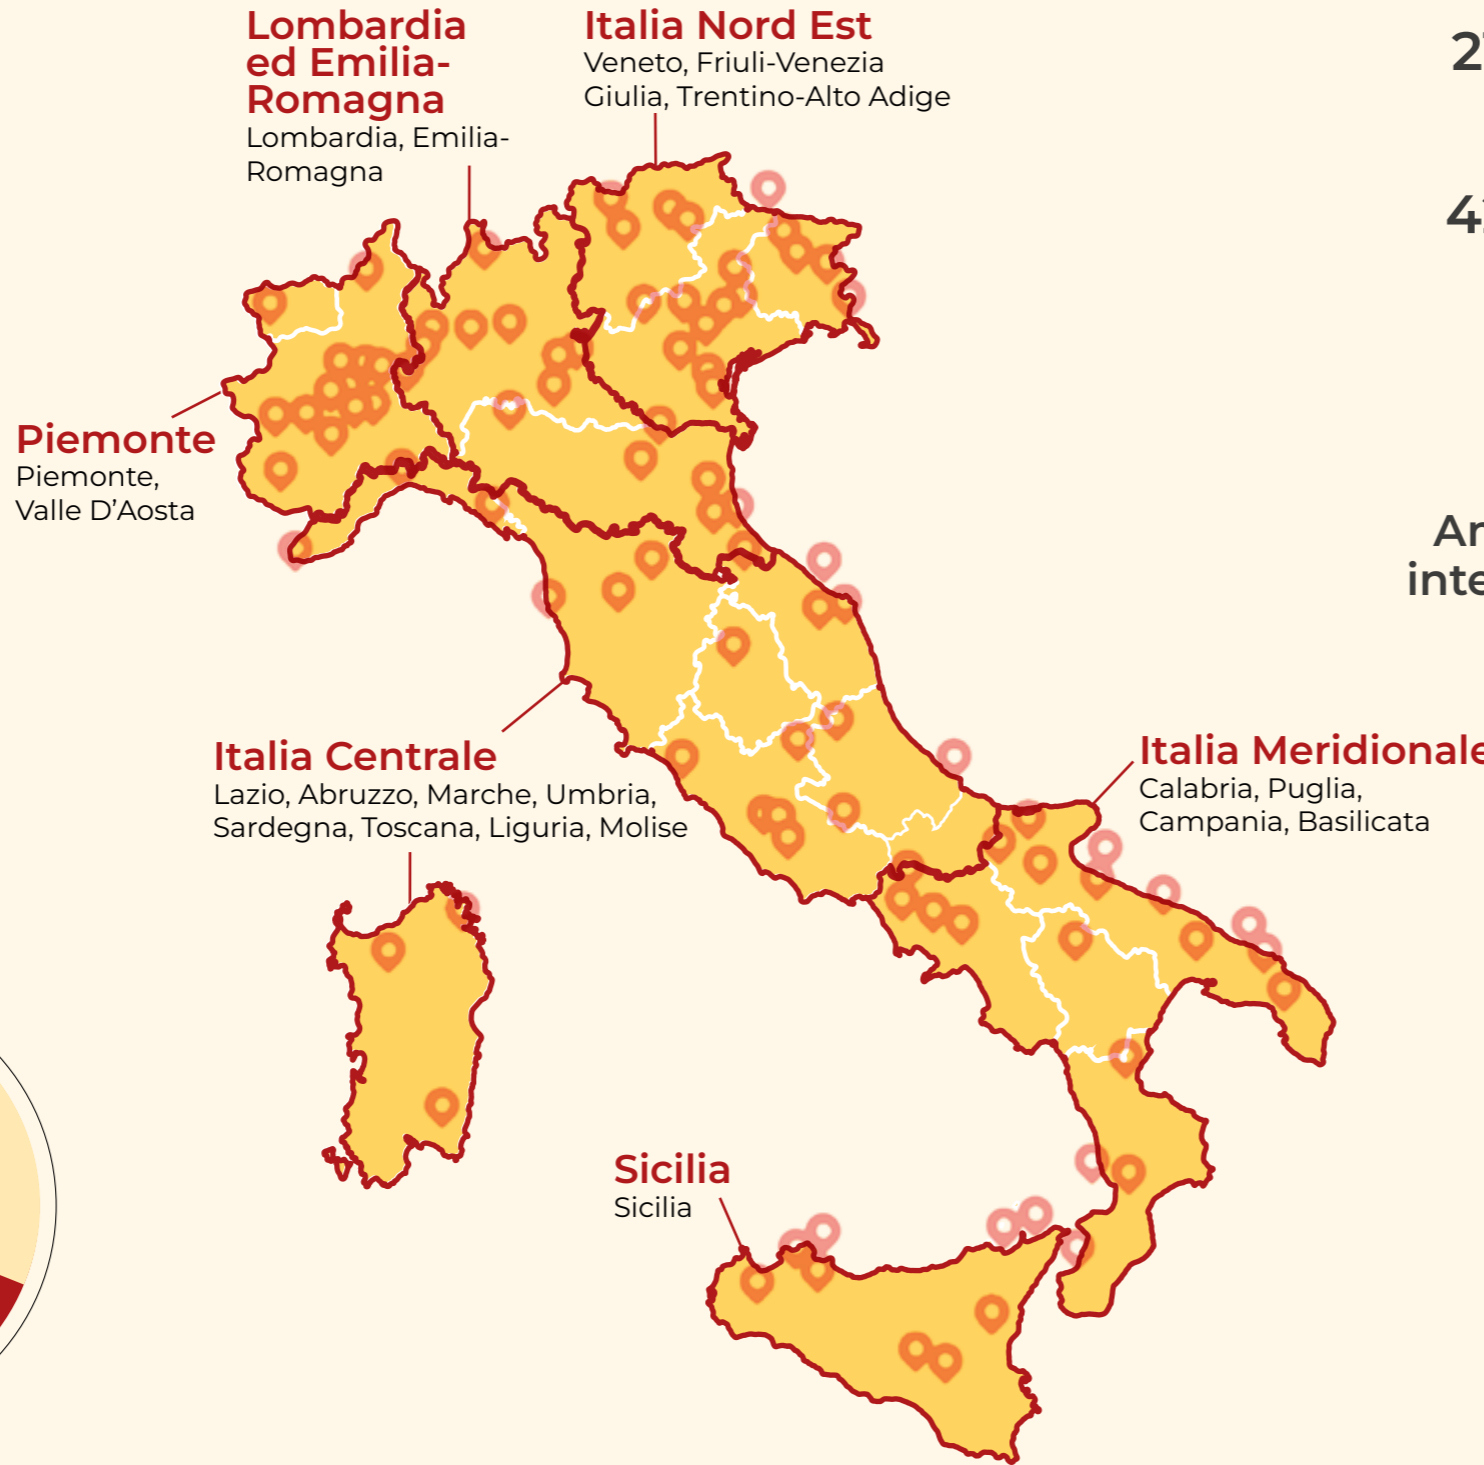 Lombardia
ed Emilia-
Romagna
Lombardia, Emilia-
Romagna
Italia Nord Est
Veneto, Friuli-Venezia
Giulia, Trentino-Alto Adige
Piemonte
Piemonte,
Valle D’Aosta
Italia Centrale
Lazio, Abruzzo, Marche, Umbria,
Sardegna, Toscana, Liguria, Molise
Italia Meridionale
Calabria, Puglia,
Campania, Basilicata
Sicilia
Sicilia